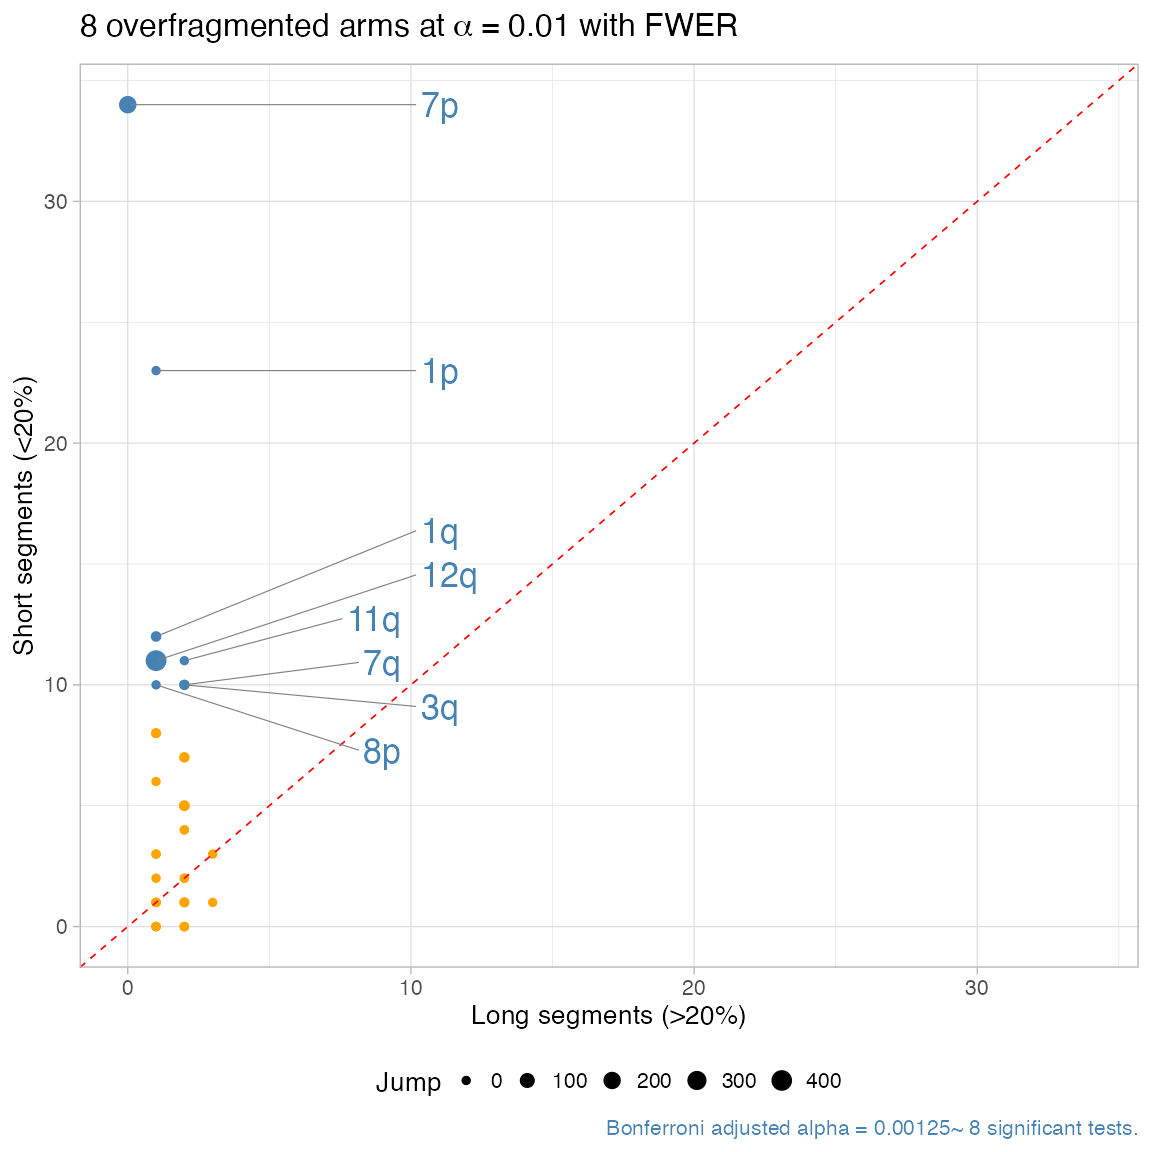 8 overfragmented arms at α = 0.01 with FWER
Short segments (<20%)
30
20
10
0
7p
1p
1q
12q
11q
7q
3q
8p
0 10 20 30
Long segments (>20%)
Jump 0 100 200 300 400
Bonferroni adjusted alpha = 0.00125~ 8 significant tests.